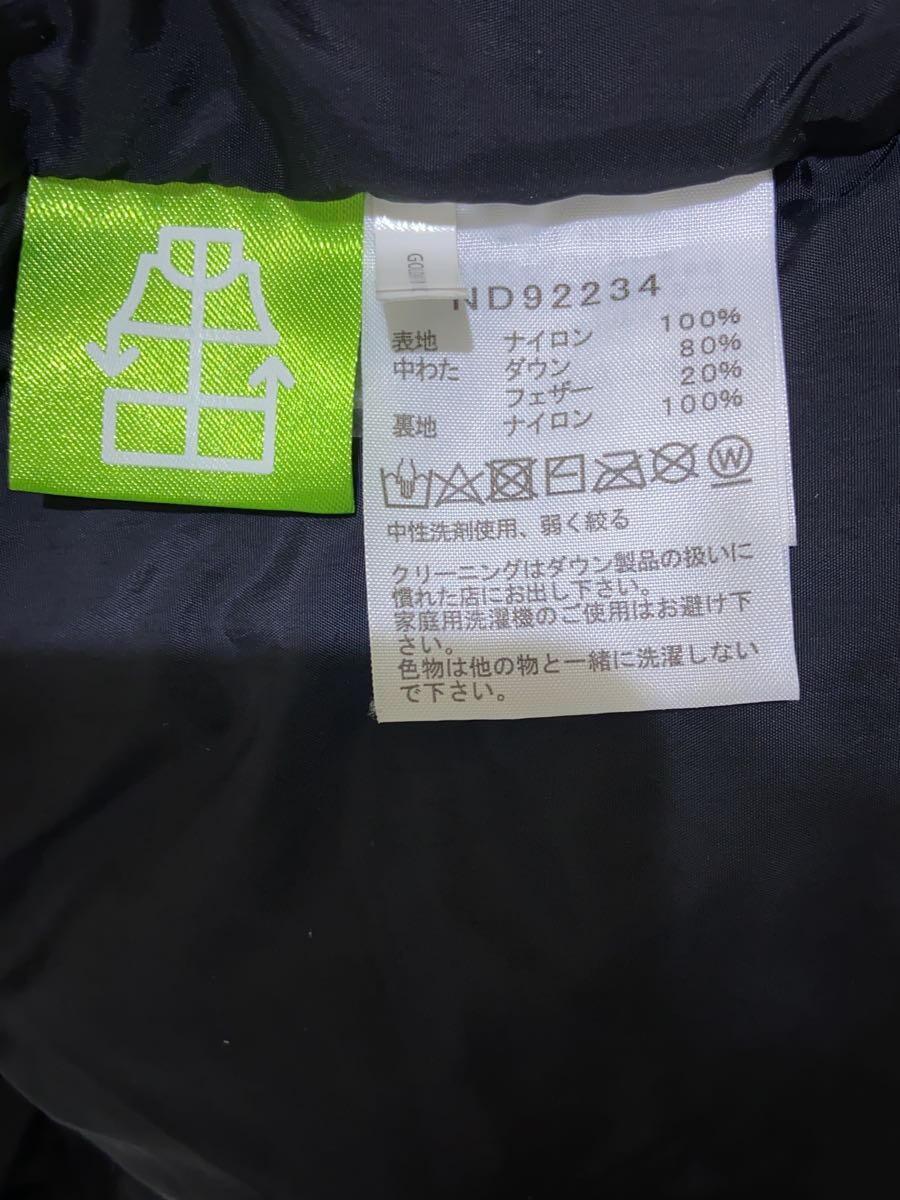 ND92234
表地 ナイロン 100%
中わた ダウン 80%
フェザー 20%
裏地 ナイロン 100%
W
中性洗剤使用、弱く絞る
クリーニングはダウン製品の扱いに
慣れた店にお出し下さい。
家庭用洗濯機のご使用はお避け下
さい。
色物は他の物と一緒に洗濯しない
で下さい。